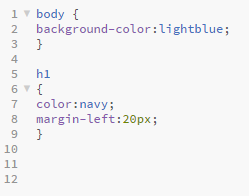 1 body {
2 background-color:lightblue;
3 }
4
5 h1
6 {
7 color:navy;
8 margin-left:20px;
9 }
10
11
12